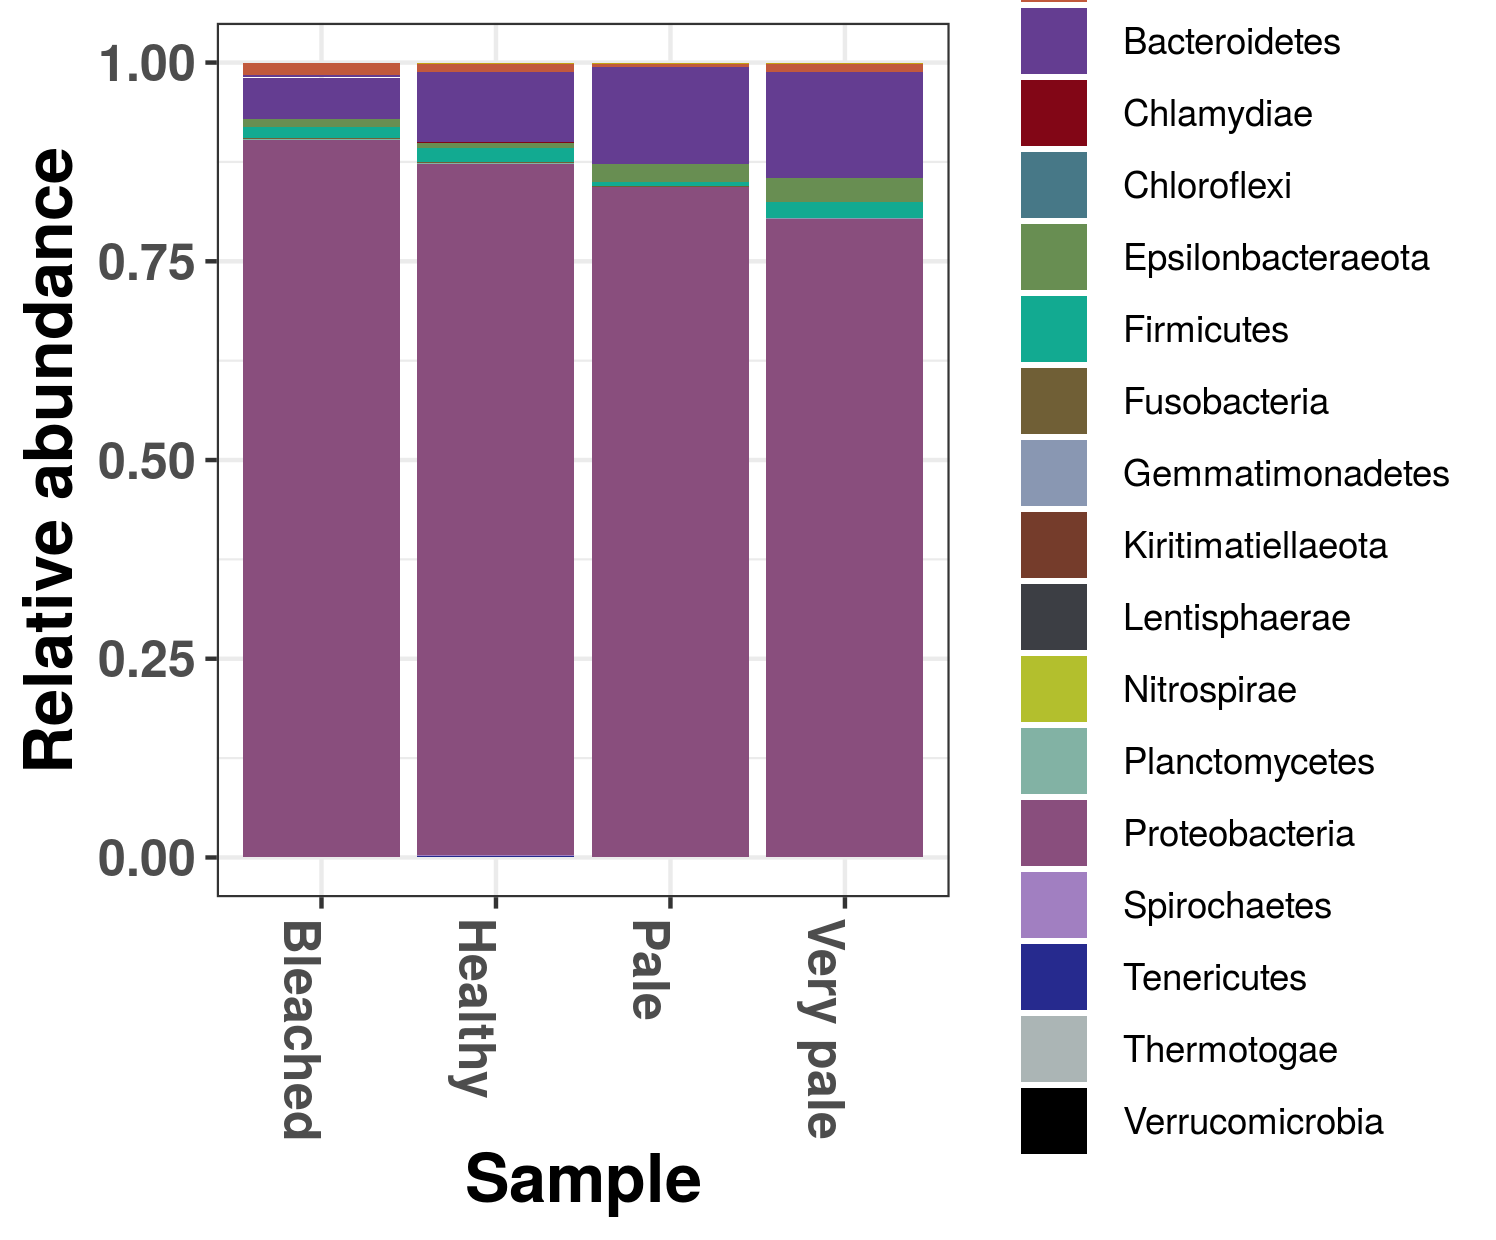 Relative abundance
1.00
0.75
0.50
0.25
0.00
Bleached
Healthy
Pale
Very pale
Sample
Bacteroidetes
Chlamydiae
Chloroflexi
Epsilonbacteraeota
Firmicutes
Fusobacteria
Gemmatimonadetes
Kiritimatiellaeota
Lentisphaerae
Nitrospirae
Planctomycetes
Proteobacteria
Spirochaetes
Tenericutes
Thermotogae
Verrucomicrobia